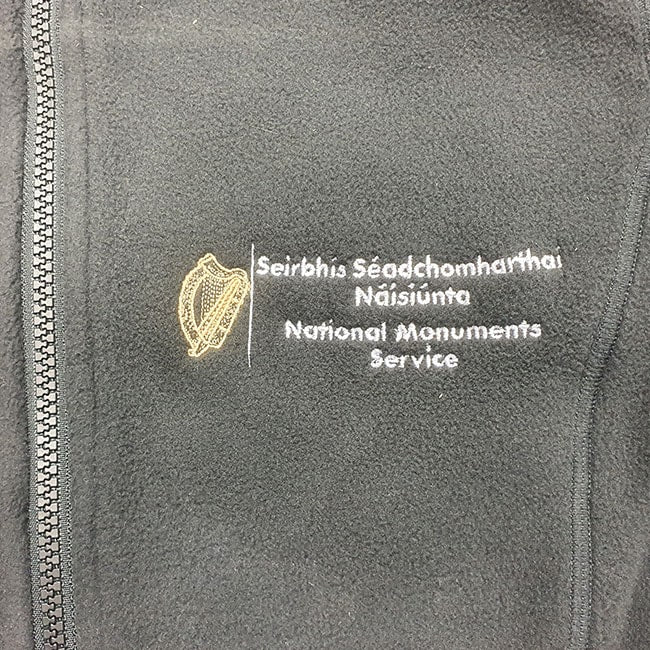 Seirbhís Séadchomharthaí
Náisiúnta
National Monuments
Service